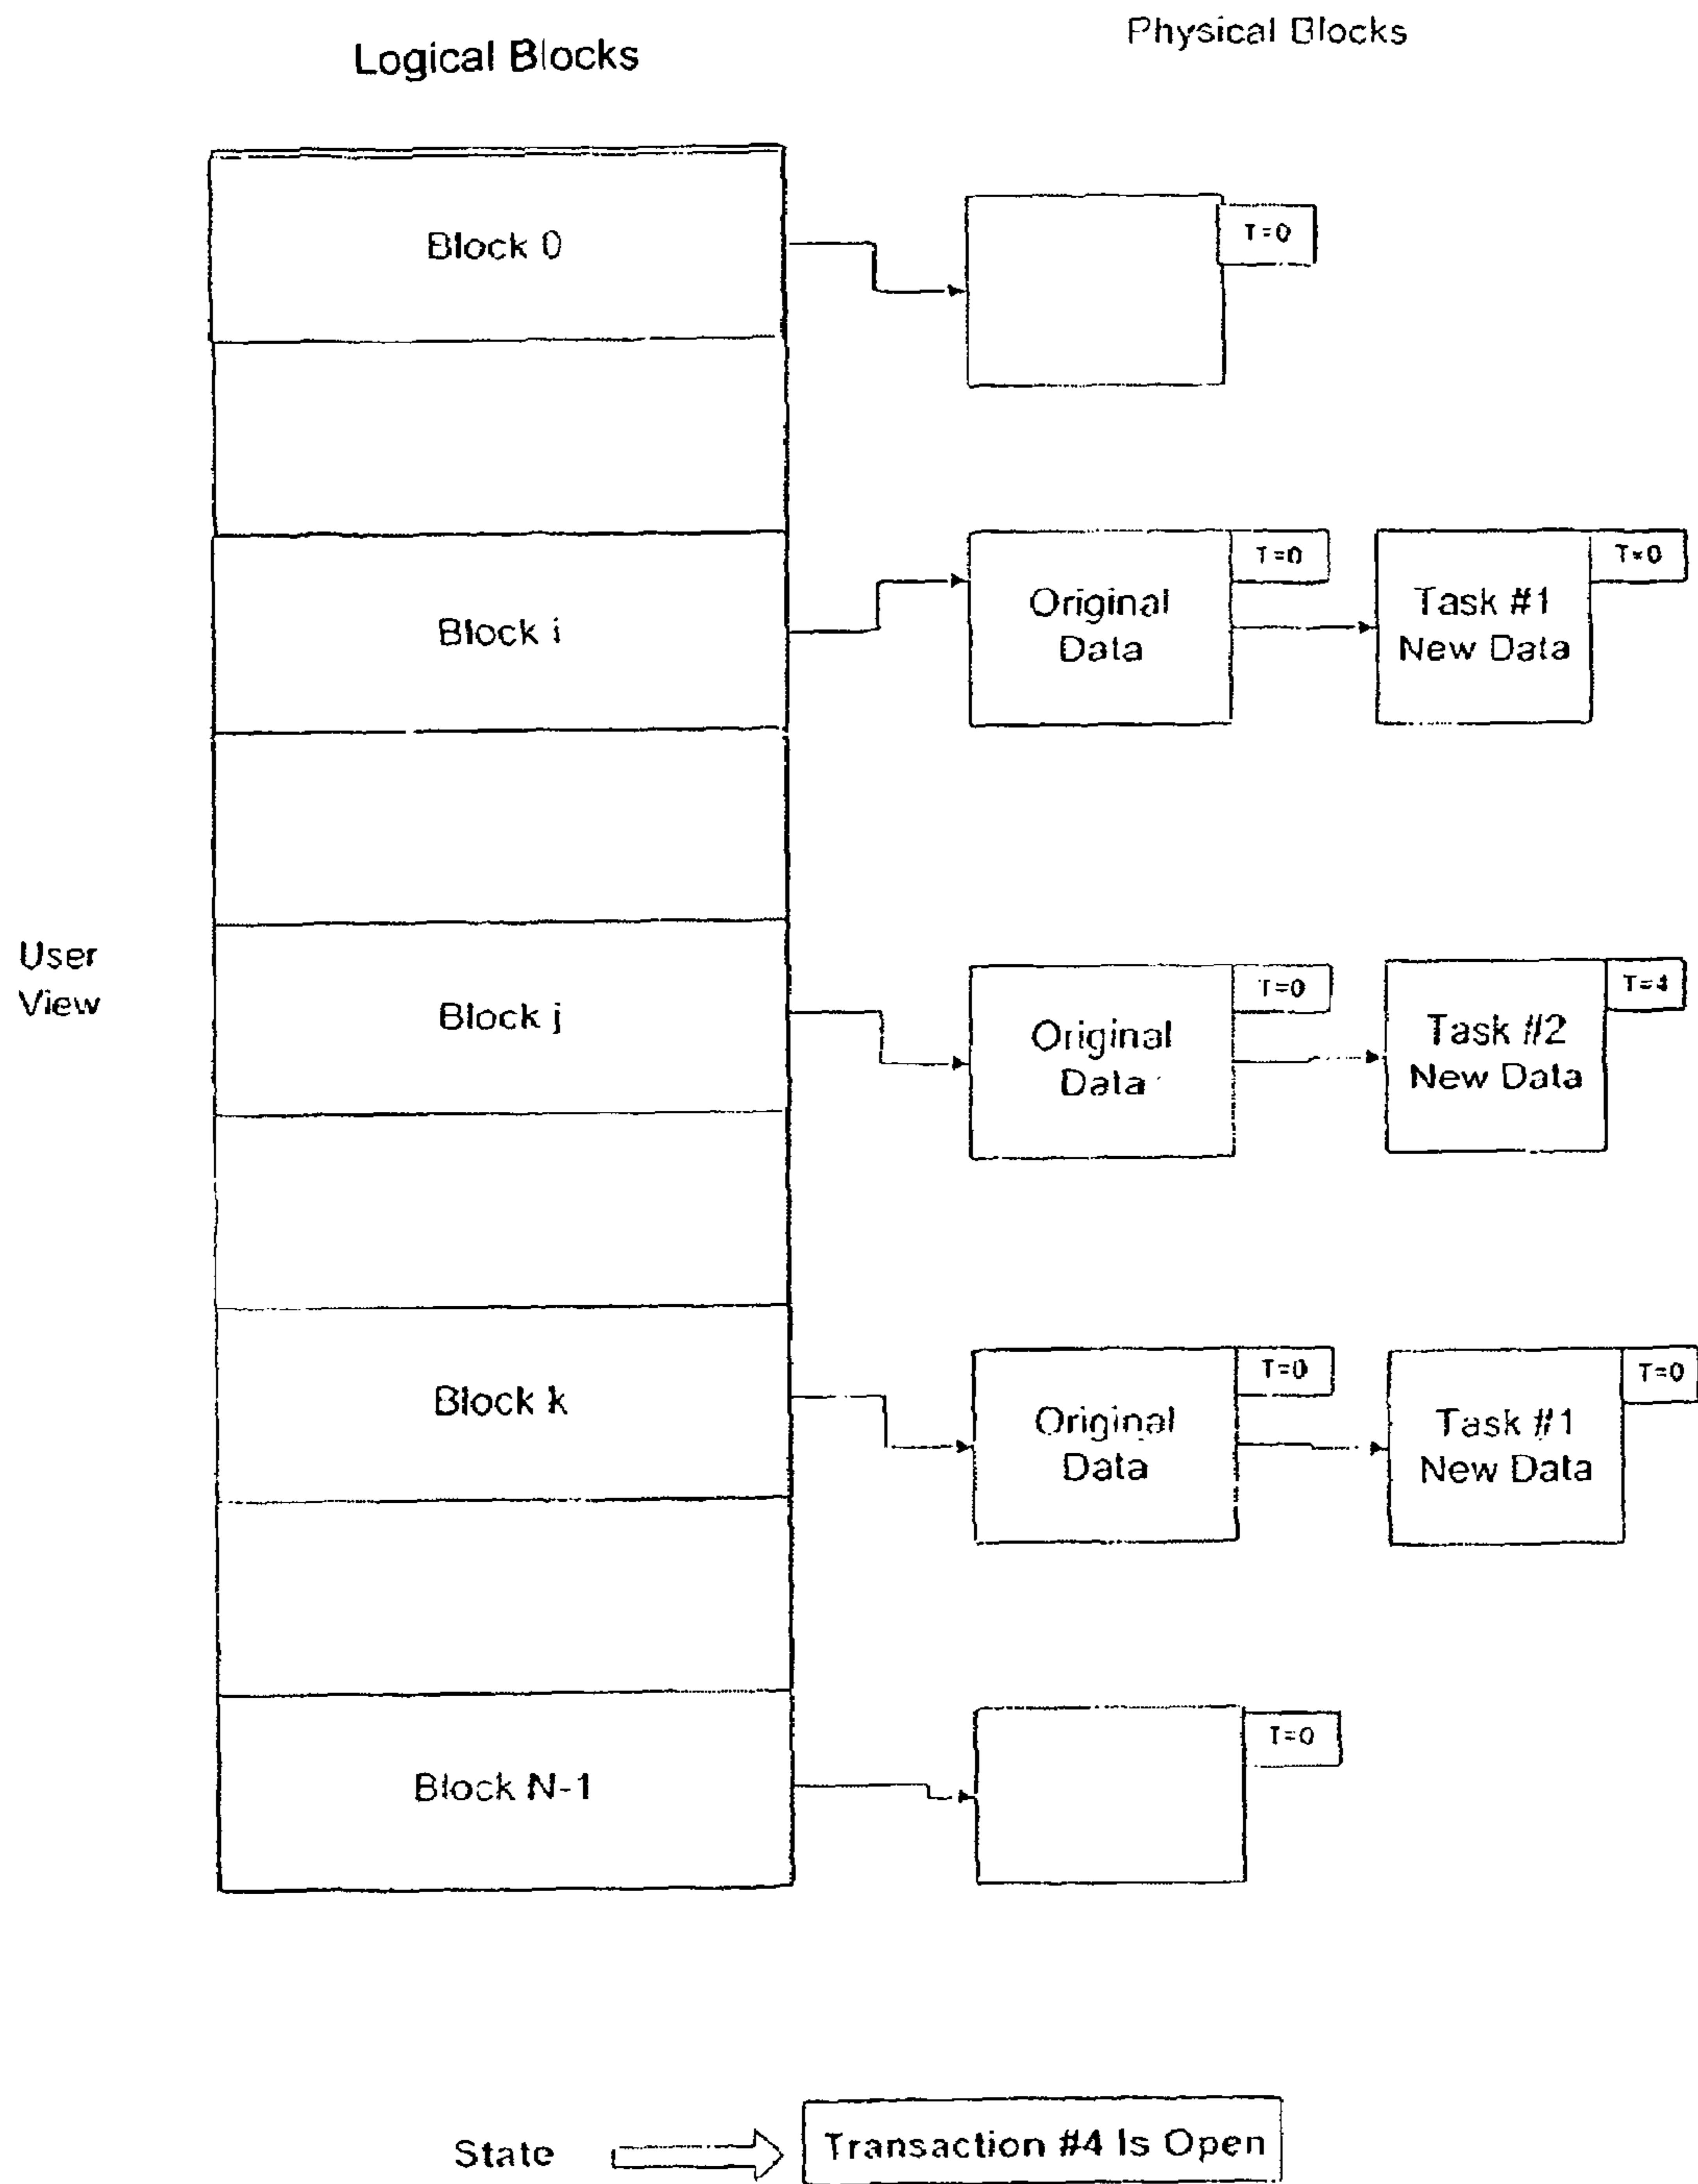 Logical Blocks
Physical Blocks
Block 0
T=0
Block i
Original
Data
T=0
Task #1
New Data
T=0
User
View
Block j
Original
Data
T=0
Task #2
New Data
T=4
Block k
Original
Data
T=0
Task #1
New Data
T=0
Block N-1
T=0
State
Transaction #4 Is Open